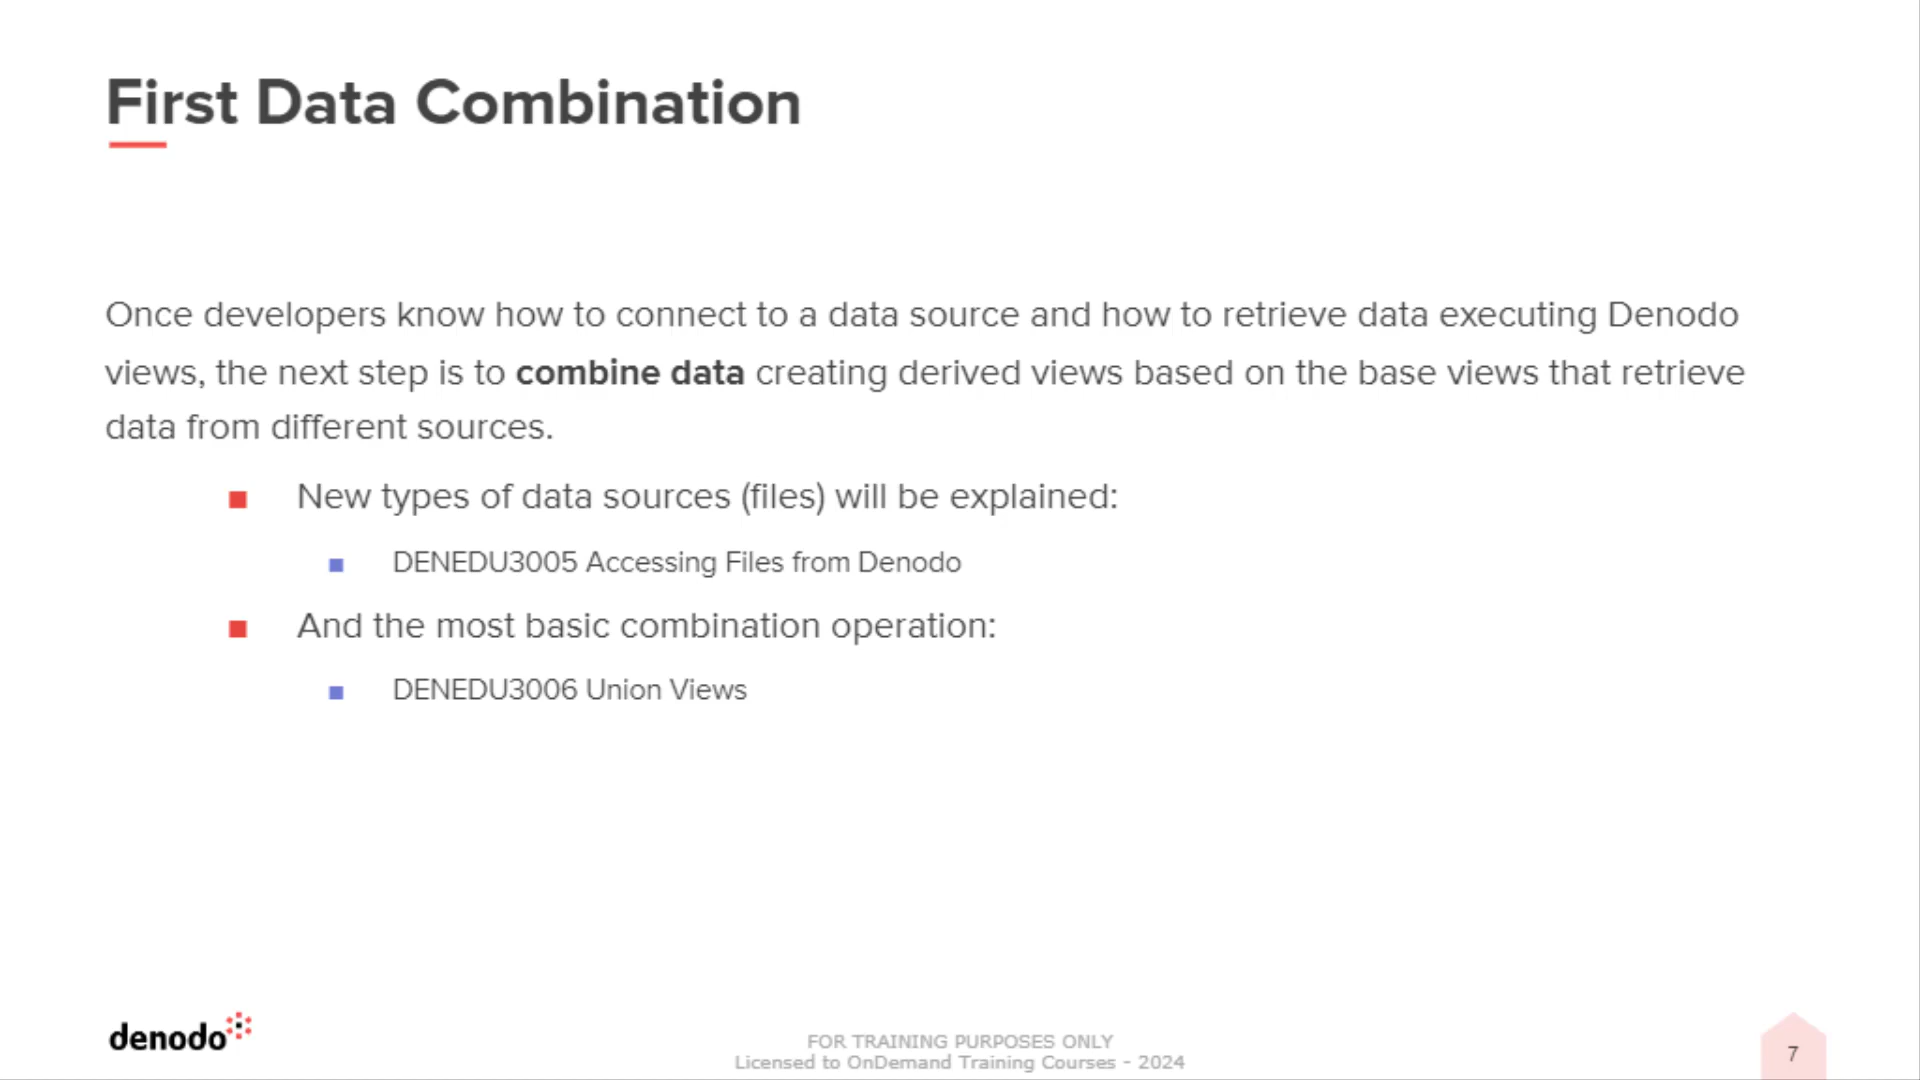 First Data Combination
Once developers know how to connect to a data source and how to retrieve data executing Denodo
views, the next step is to combine data creating derived views based on the base views that retrieve
data from different sources.
New types of data sources (files) will be explained:
DENEDU3005 Accessing Files from Denodo
And the most basic combination operation:
DENEDU3006 Union Views
denodo
FOR TRAINING PURPOSES ONLY
Licensed to OnDemand Training Courses - 2024
7